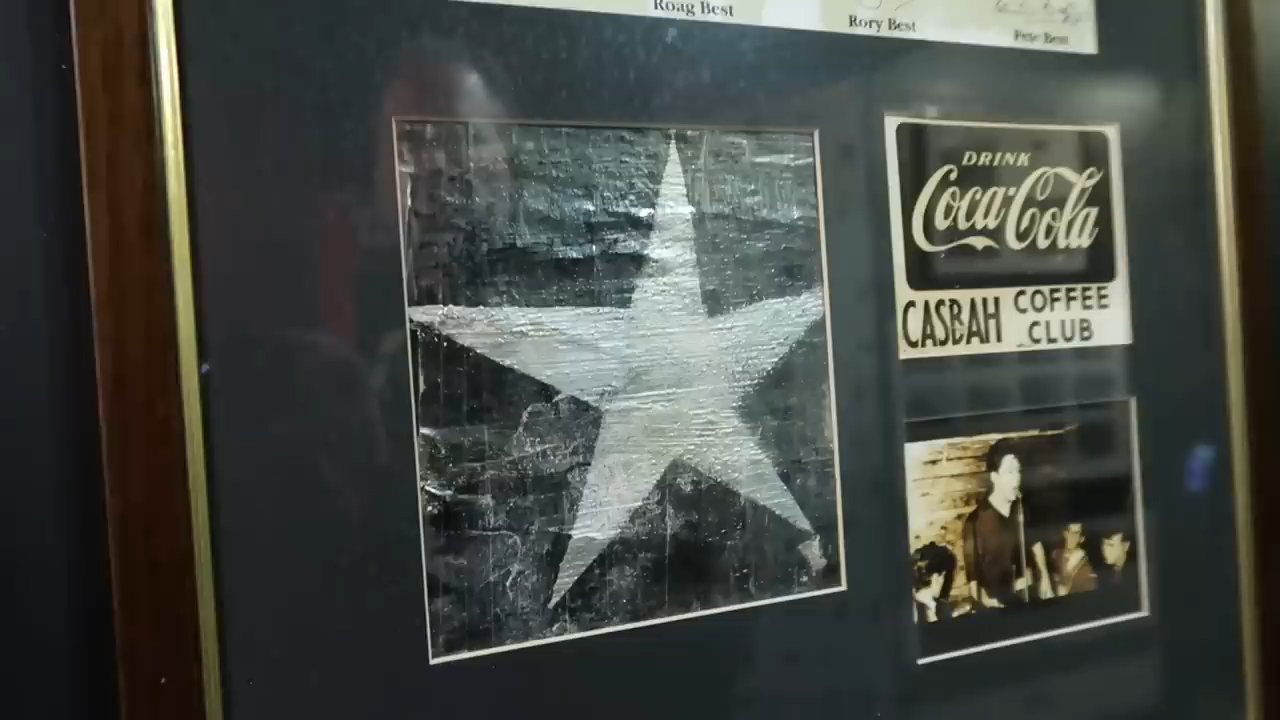 Roag Best
Rory Best
Pete Best
DRINK
Coca-Cola
CASBAH COFFEE
CLUB